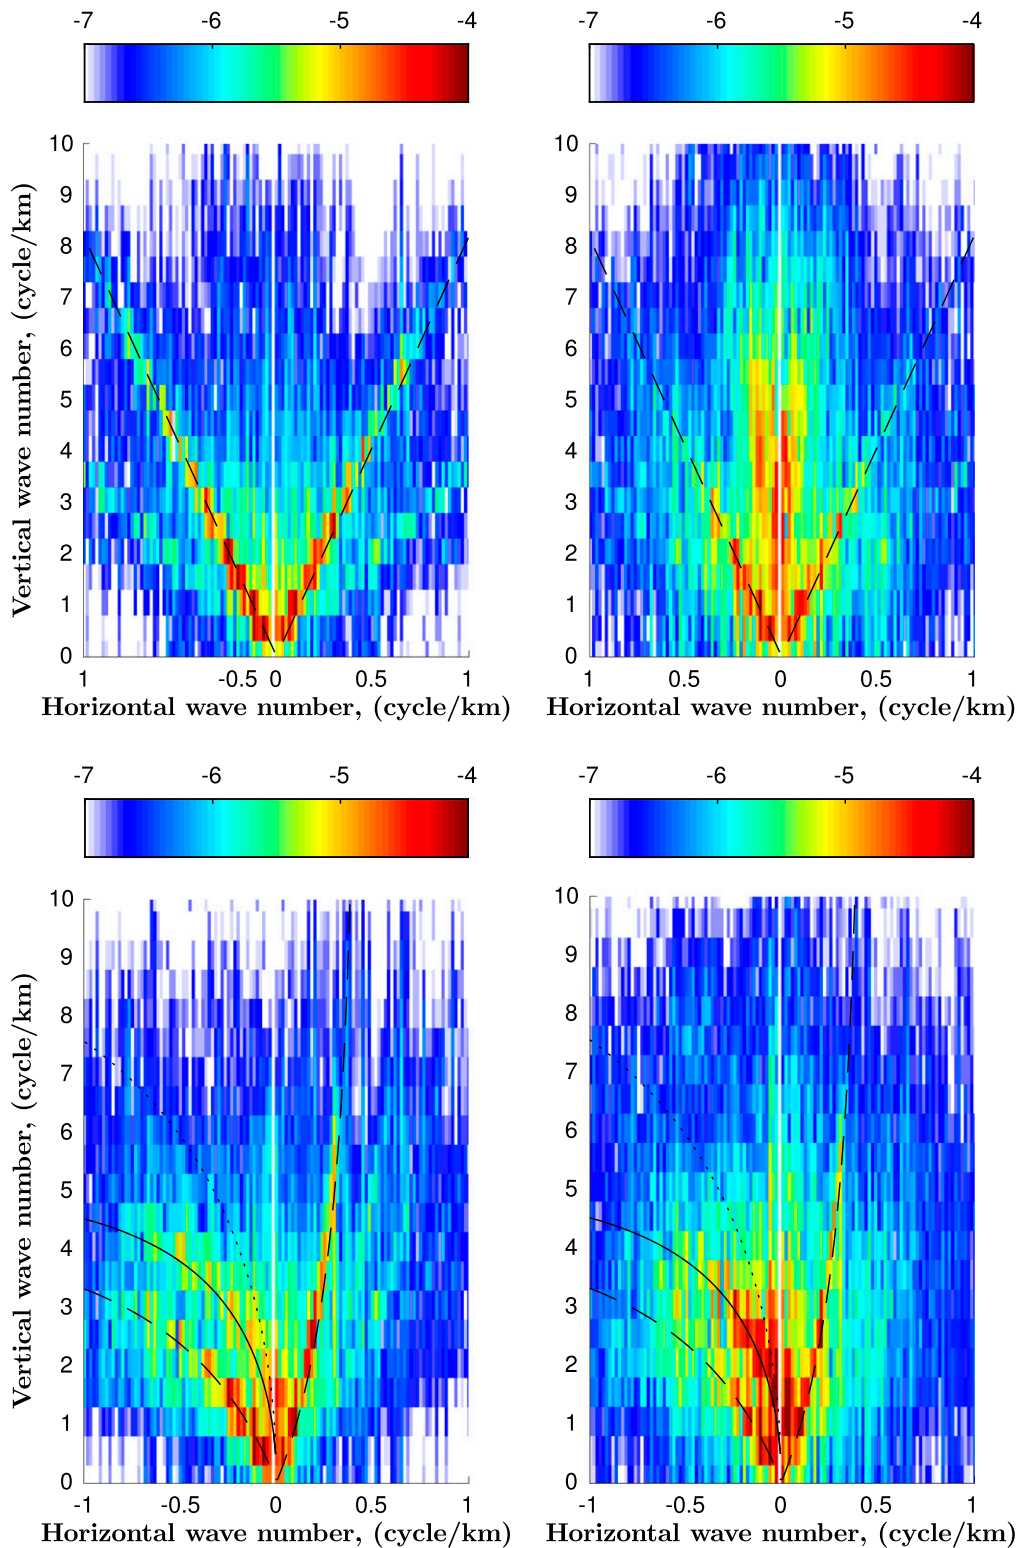 -7 -6 -5 -4 -7 -6 -5 -4
10 10
9 9
8 8
7 7
6 6
5 5
4 4
3 3
2 2
1 1
0 0
Vertical wave number, (cycle/km)
1 -0.5 0 0.5 1 1 0.5 0 0.5 1
Horizontal wave number, (cycle/km) Horizontal wave number, (cycle/km)
-7 -6 -5 -4 -7 -6 -5 -4
10 10
9 9
8 8
7 7
6 6
5 5
4 4
3 3
2 2
1 1
0 0
Vertical wave number, (cycle/km)
-1 -0.5 0 0.5 1 -1 -0.5 0 0.5 1
Horizontal wave number, (cycle/km) Horizontal wave number, (cycle/km)